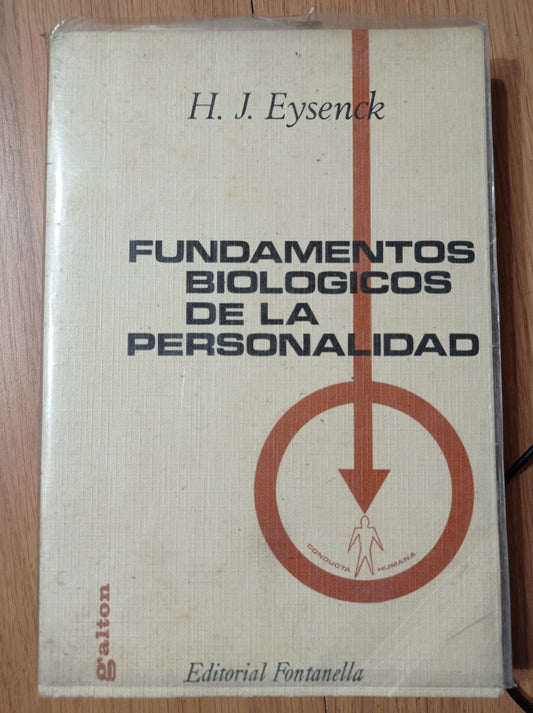 H. J. Eysenck
FUNDAMENTOS
BIOLOGICOS
DE LA
PERSONALIDAD
CONDUCTA HUMANA
galton
Editorial Fontanella